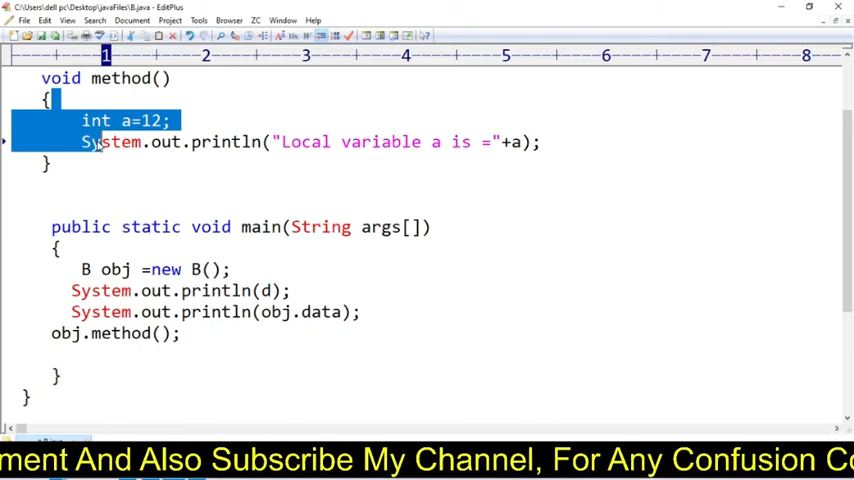 C:\Users\dell pc\Desktop\javaFiles\B.java - EditPlus
File Edit View Search Document Project Tools Browser ZC Window Help
1 2 3 4 5 6 7 8
void method()
{
int a=12;
System.out.println("Local variable a is ="+a);
}
public static void main(String args[])
{
B obj =new B();
System.out.println(d);
System.out.println(obj.data);
obj.method();
}
}
ment And Also Subscribe My Channel, For Any Confusion Co